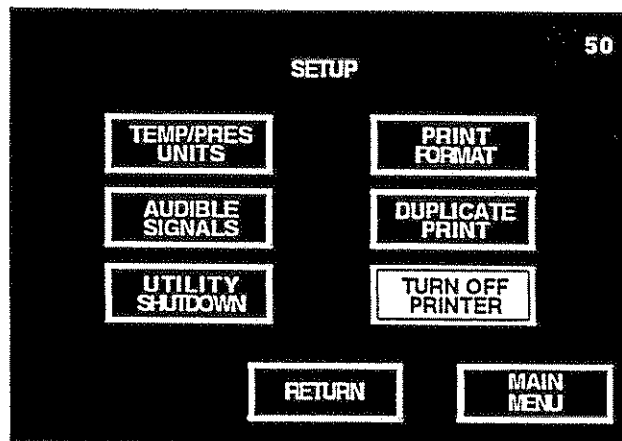 50
SETUP
TEMP/PRES
UNITS
PRINT
FORMAT
AUDIBLE
SIGNALS
DUPLICATE
PRINT
UTILITY
SHUTDOWN
TURN OFF
PRINTER
RETURN
MAIN
MENU